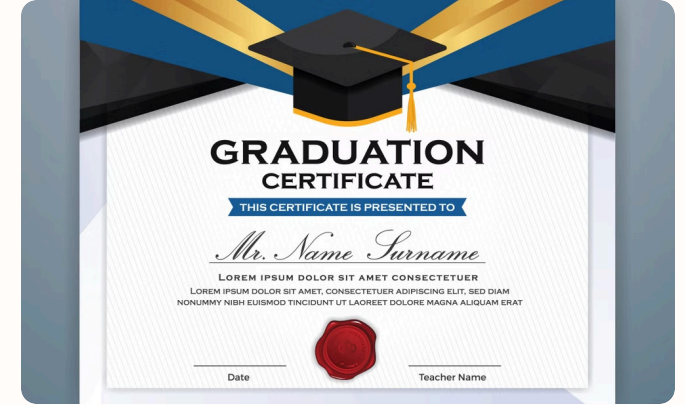 GRADUATION
CERTIFICATE
THIS CERTIFICATE IS PRESENTED TO
Mr. Name Surname
LOREM IPSUM DOLOR SIT AMET CONSECTETUER
LOREM IPSUM DOLOR SIT AMET, CONSECTETUER ADIPISCING ELIT, SED DIAM
NONUMMY NIBH EUISMOD TINCIDUNT UT LAOREET DOLORE MAGNA ALIQUAM ERAT
Date
Teacher Name